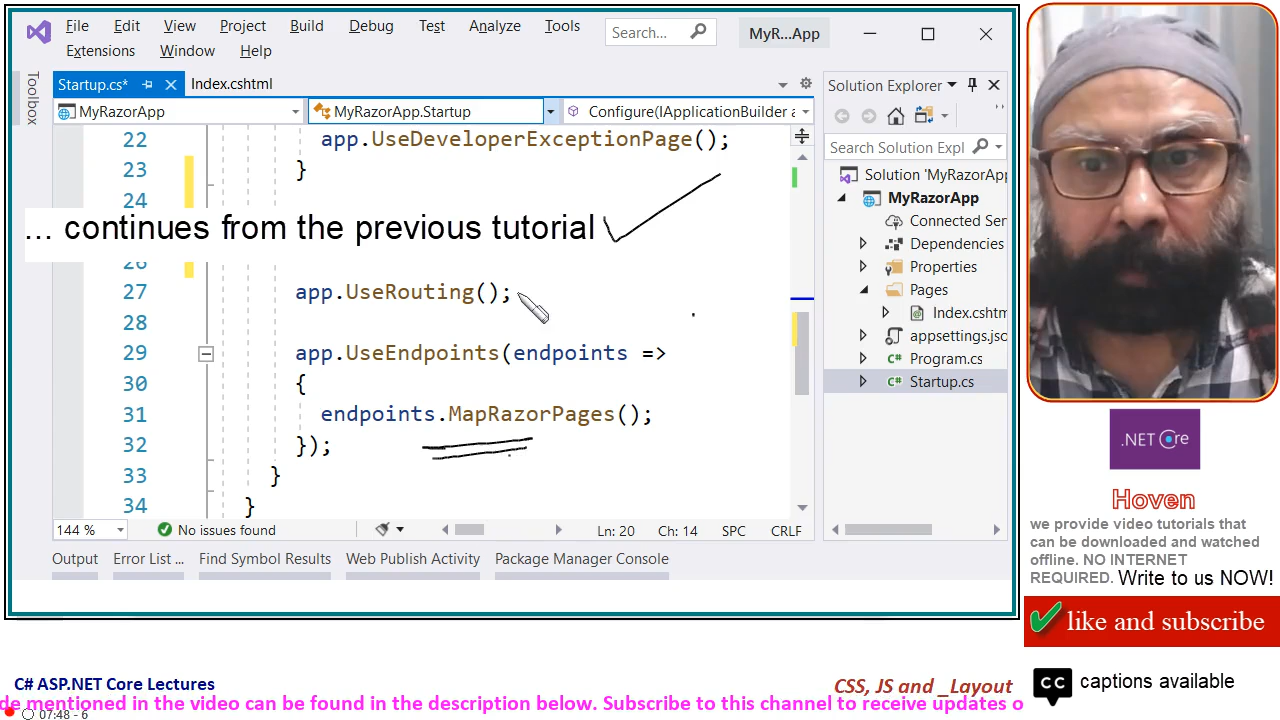 File Edit View Project Build Debug Test Analyze Tools
Extensions Window Help
Search...
MyR...App
Toolbox
Startup.cs*
Index.cshtml
MyRazorApp
MyRazorApp.Startup
Configure(IApplicationBuilder a
22 app.UseDeveloperExceptionPage();
23 }
24
... continues from the previous tutorial
26
27 app.UseRouting();
28
29 app.UseEndpoints(endpoints =>
30 {
31 endpoints.MapRazorPages();
32 });
33 }
34 }
144 %
No issues found
Ln: 20 Ch: 14 SPC CRLF
Output Error List ... Find Symbol Results Web Publish Activity Package Manager Console
Solution Explorer
Search Solution Expl
Solution 'MyRazorA
MyRazorApp
Connected Ser
Dependencies
Properties
Pages
Index.cshtm
appsettings.jso
C# Program.cs
C# Startup.cs
.NET Core
Hoven
we provide video tutorials that
can be downloaded and watched
offline. NO INTERNET
REQUIRED. Write to us NOW!
like and subscribe
CC captions available
C# ASP.NET Core Lectures
CSS, JS and _Layout
de mentioned in the video can be found in the description below. Subscribe to this channel to receive updates o
07:48 - 6